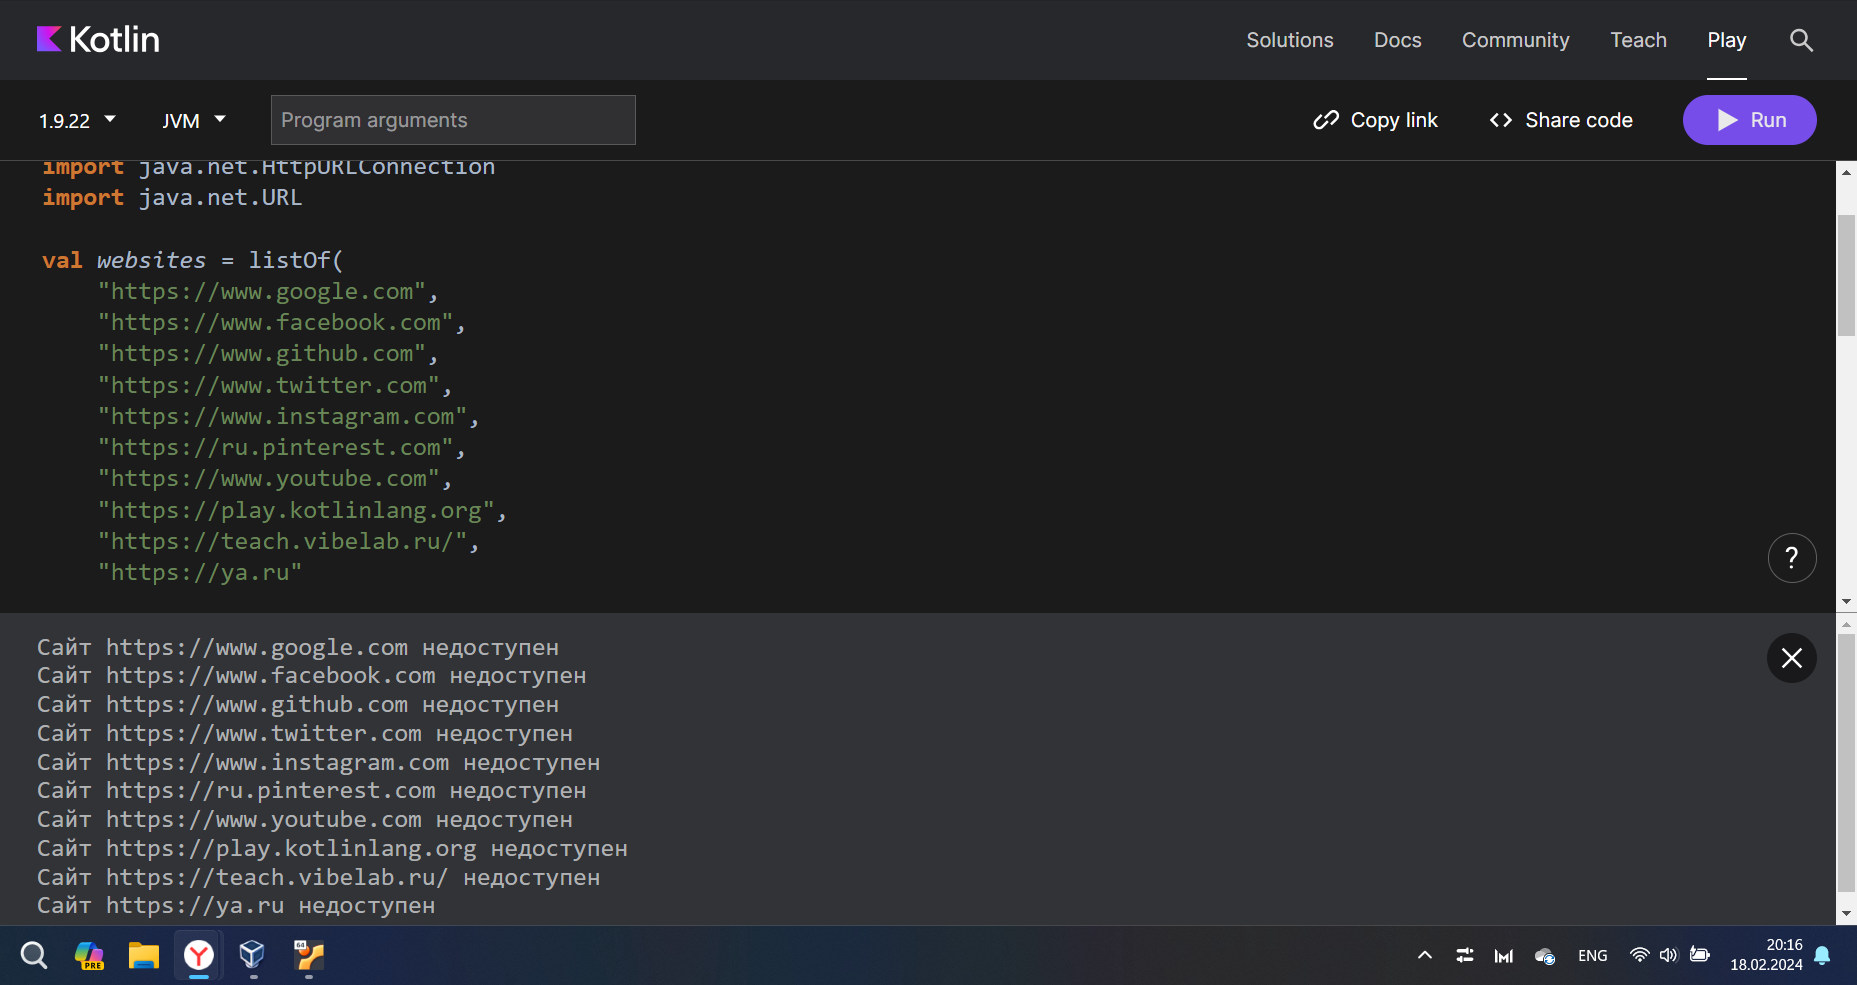 Kotlin
Solutions Docs Community Teach Play
1.9.22 JVM Program arguments Copy link Share code Run
import java.net.HttpURLConnection
import java.net.URL
val websites = listOf(
"https://www.google.com",
"https://www.facebook.com",
"https://www.github.com",
"https://www.twitter.com",
"https://www.instagram.com",
"https://ru.pinterest.com",
"https://www.youtube.com",
"https://play.kotlinlang.org",
"https://teach.vibelab.ru/",
"https://ya.ru"
?
Сайт https://www.google.com недоступен
Сайт https://www.facebook.com недоступен
Сайт https://www.github.com недоступен
Сайт https://www.twitter.com недоступен
Сайт https://www.instagram.com недоступен
Сайт https://ru.pinterest.com недоступен
Сайт https://www.youtube.com недоступен
Сайт https://play.kotlinlang.org недоступен
Сайт https://teach.vibelab.ru/ недоступен
Сайт https://ya.ru недоступен
PRE
64
ENG
20:16
18.02.2024